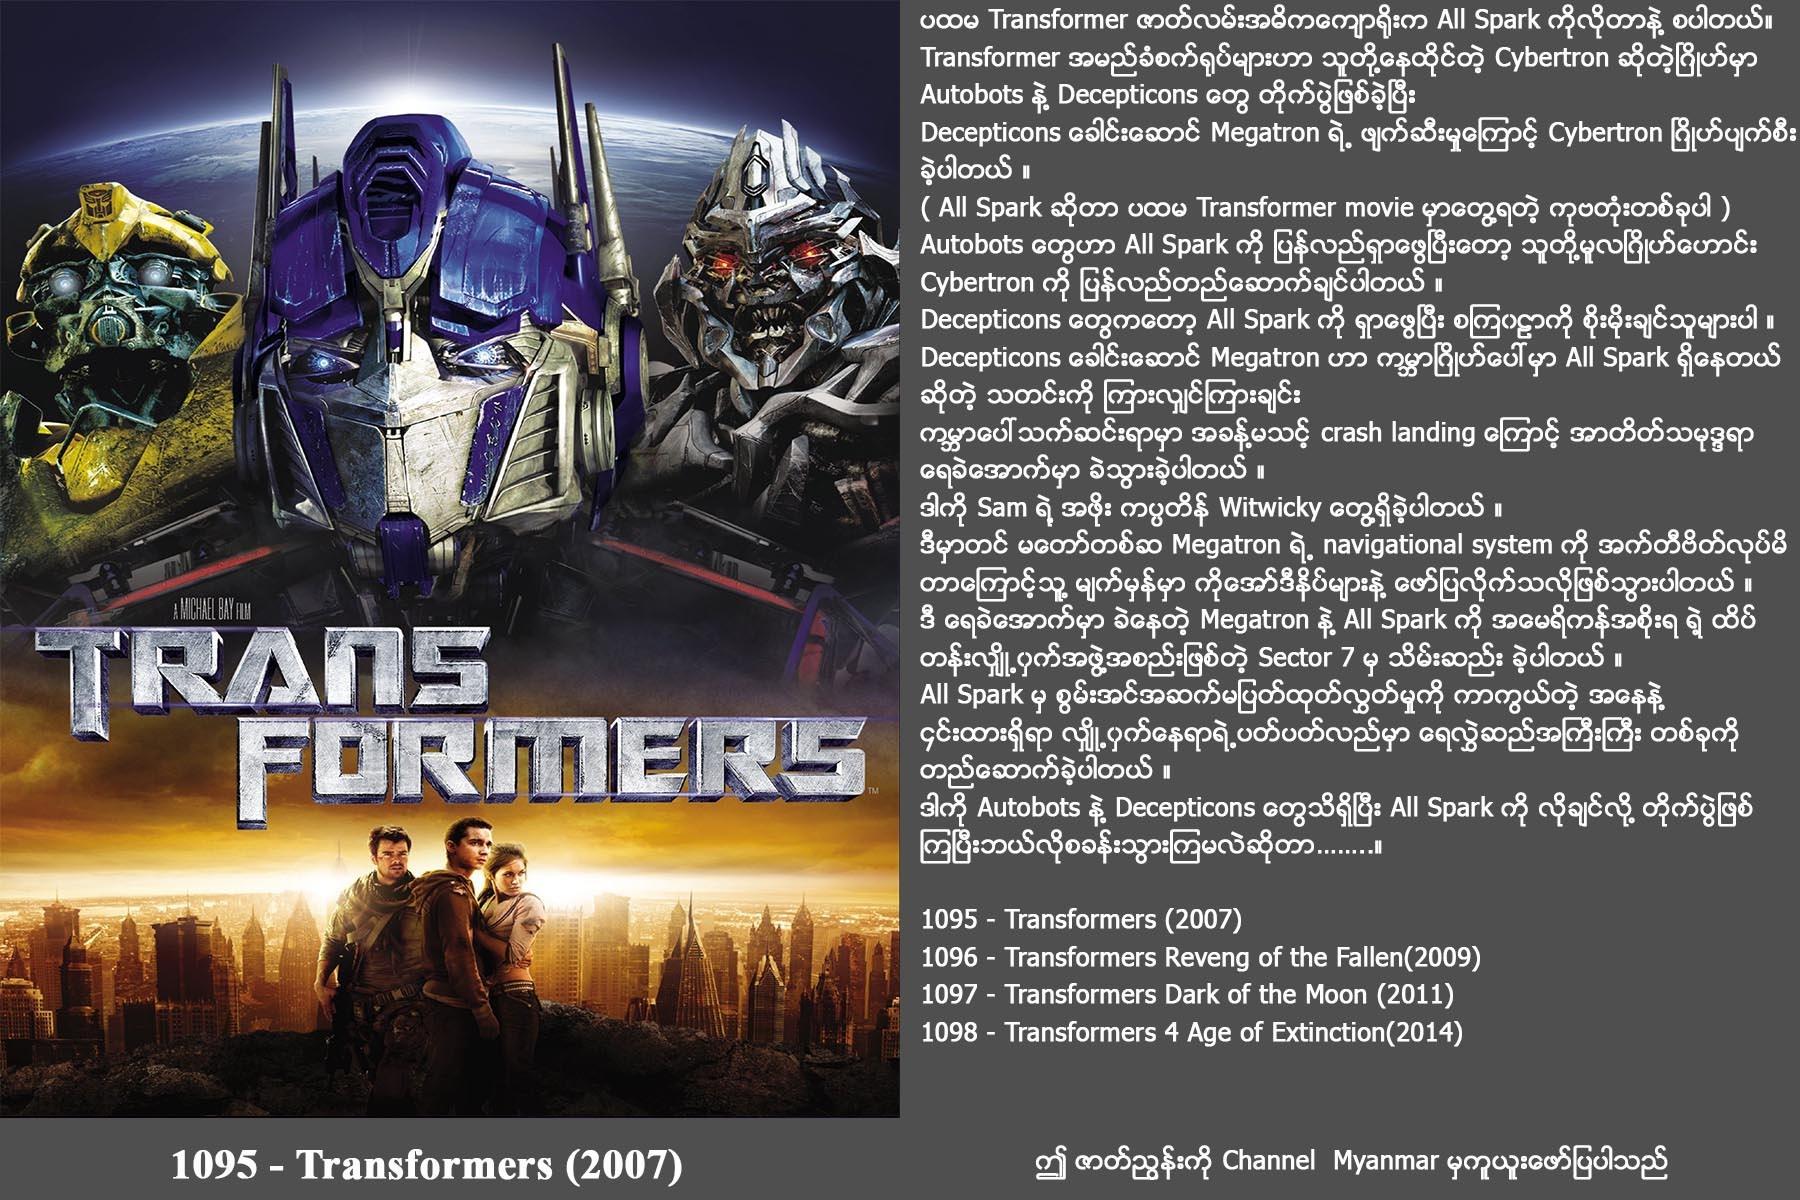 A MICHAEL BAY FILM
TRANS
FORMERS
TM
1095 - Transformers (2007)
ပထမ Transformer ဇာတ်လမ်းအဓိကကျောရိုးက All Spark ကိုလိုတာနဲ့ စပါတယ်။
Transformer အမည်ခံစက်ရုပ်များဟာ သူတို့နေထိုင်တဲ့ Cybertron ဆိုတဲ့ဂြိုဟ်မှာ
Autobots နဲ့ Decepticons တွေ တိုက်ပွဲဖြစ်ခဲ့ပြီး
Decepticons ခေါင်းဆောင် Megatron ရဲ့ ဖျက်ဆီးမှုကြောင့် Cybertron ဂြိုဟ်ပျက်စီး
ခဲ့ပါတယ် ။
( All Spark ဆိုတာ ပထမ Transformer movie မှာတွေ့ရတဲ့ ကုဗတုံးတစ်ခုပါ )
Autobots တွေဟာ All Spark ကို ပြန်လည်ရှာဖွေပြီးတော့ သူတို့မူလဂြိုဟ်ဟောင်း
Cybertron ကို ပြန်လည်တည်ဆောက်ချင်ပါတယ် ။
Decepticons တွေကတော့ All Spark ကို ရှာဖွေပြီး စကြ၀ဠာကို စိုးမိုးချင်သူများပါ ။
Decepticons ခေါင်းဆောင် Megatron ဟာ ကမ္ဘာဂြိုဟ်ပေါ်မှာ All Spark ရှိနေတယ်
ဆိုတဲ့ သတင်းကို ကြားလျှင်ကြားချင်း
ကမ္ဘာပေါ်သက်ဆင်းရာမှာ အခန့်မသင့် crash landing ကြောင့် အာတိတ်သမုဒ္ဒရာ
ရေခဲအောက်မှာ ခဲသွားခဲ့ပါတယ် ။
ဒါကို Sam ရဲ့ အဖိုး ကပ္ပတိန် Witwicky တွေ့ရှိခဲ့ပါတယ် ။
ဒီမှာတင် မတော်တစ်ဆ Megatron ရဲ့ navigational system ကို အက်တီဗိတ်လုပ်မိ
တာကြောင့်သူ့ မျက်မှန်မှာ ကိုအော်ဒီနိပ်များနဲ့ ဖော်ပြလိုက်သလိုဖြစ်သွားပါတယ် ။
ဒီ ရေခဲအောက်မှာ ခဲနေတဲ့ Megatron နဲ့ All Spark ကို အမေရိကန်အစိုးရ ရဲ့ ထိပ်
တန်းလျှို့၀ှက်အဖွဲ့အစည်းဖြစ်တဲ့ Sector 7 မှ သိမ်းဆည်း ခဲ့ပါတယ် ။
All Spark မှ စွမ်းအင်အဆက်မပြတ်ထုတ်လွှတ်မှုကို ကာကွယ်တဲ့ အနေနဲ့
၄င်းထားရှိရာ လျှို့၀ှက်နေရာရဲ့ပတ်ပတ်လည်မှာ ရေလွှဲဆည်အကြီးကြီး တစ်ခုကို
တည်ဆောက်ခဲ့ပါတယ် ။
ဒါကို Autobots နဲ့ Decepticons တွေသိရှိပြီး All Spark ကို လိုချင်လို့ တိုက်ပွဲဖြစ်
ကြပြီးဘယ်လိုစခန်းသွားကြမလဲဆိုတာ........။
1095 - Transformers (2007)
1096 - Transformers Reveng of the Fallen(2009)
1097 - Transformers Dark of the Moon (2011)
1098 - Transformers 4 Age of Extinction(2014)
ဤ ဇာတ်ညွှန်းကို Channel Myanmar မှကူယူးဖော်ပြပါသည်